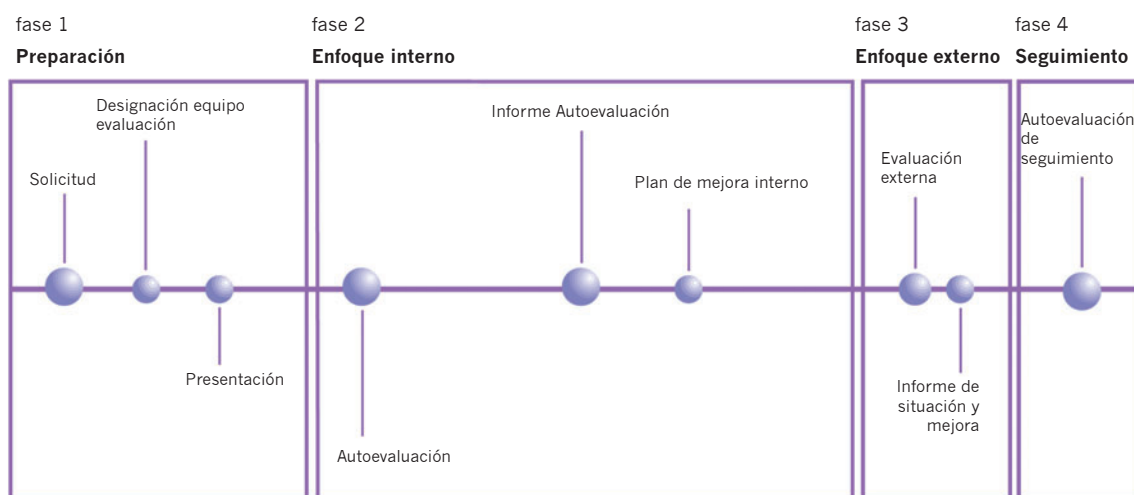 fase 1
Preparación
Designación equipo
evaluación
Solicitud
Presentación
fase 2
Enfoque interno
Informe Autoevaluación
Plan de mejora interno
Autoevaluación
fase 3
Enfoque externo
Evaluación
externa
Informe de
situación y
mejora
fase 4
Seguimiento
Autoevaluación
de
seguimiento